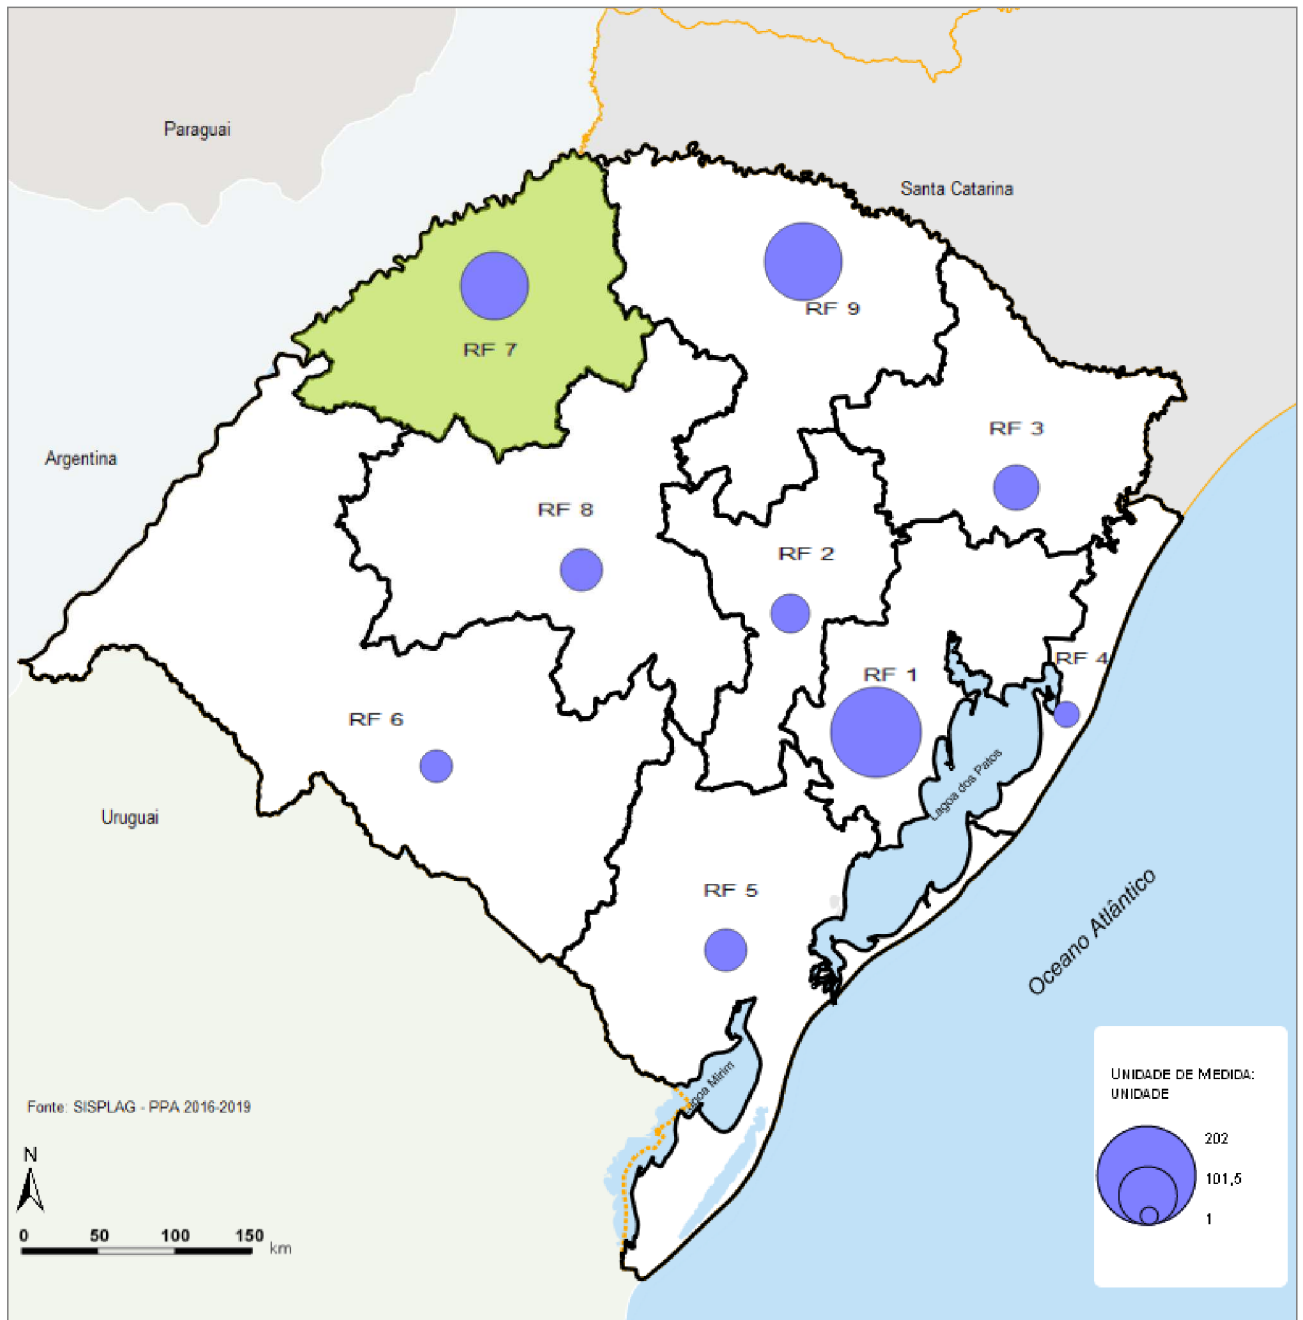 Paraguai
Santa Catarina
RF 9
RF 7
RF 3
Argentina
RF 8
RF 2
RF 4
RF 1
RF 6
Lagoa dos Patos
Uruguai
RF 5
Oceano Atlântico
Lagoa Mirim
UNIDADE DE MEDIDA:
UNIDADE
202
101,5
1
Fonte: SISPLAG - PPA 2016-2019
N
0 50 100 150
km